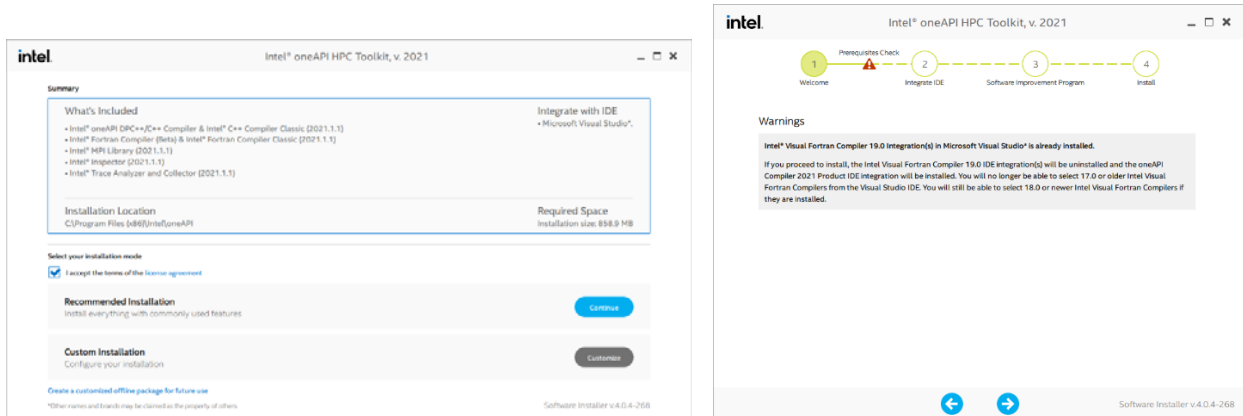 intel.
Intel® oneAPI HPC Toolkit, v. 2021
Summary
What's Included
• Intel® oneAPI DPC++/C++ Compiler & Intel® C++ Compiler Classic (2021.1.1)
• Intel® Fortran Compiler (Beta) & Intel® Fortran Compiler Classic (2021.1.1)
• Intel® MPI Library (2021.1.1)
• Intel® Inspector (2021.1.1)
• Intel® Trace Analyzer and Collector (2021.1.1)
Integrate with IDE
• Microsoft Visual Studio*.
Installation Location
C:\Program Files (x86)\Intel\oneAPI
Required Space
Installation size: 858.9 MB
Select your installation mode
I accept the terms of the license agreement
Recommended Installation
Install everything with commonly used features
Continue
Custom Installation
Configure your installation
Customize
Create a customized offline package for future use
*Other names and brands may be claimed as the property of others.
Software Installer v.4.0.4-268
intel.
Intel® oneAPI HPC Toolkit, v. 2021
Prerequisites Check
1
2
3
4
Welcome
Integrate IDE
Software Improvement Program
Install
Warnings
Intel® Visual Fortran Compiler 19.0 Integration(s) in Microsoft Visual Studio* is already installed.
If you proceed to install, the Intel Visual Fortran Compiler 19.0 IDE integration(s) will be uninstalled and the oneAPI
Compiler 2021 Product IDE integration will be installed. You will no longer be able to select 17.0 or older Intel Visual
Fortran Compilers from the Visual Studio IDE. You will still be able to select 18.0 or newer Intel Visual Fortran Compilers if
they are installed.
Software Installer v.4.0.4-268